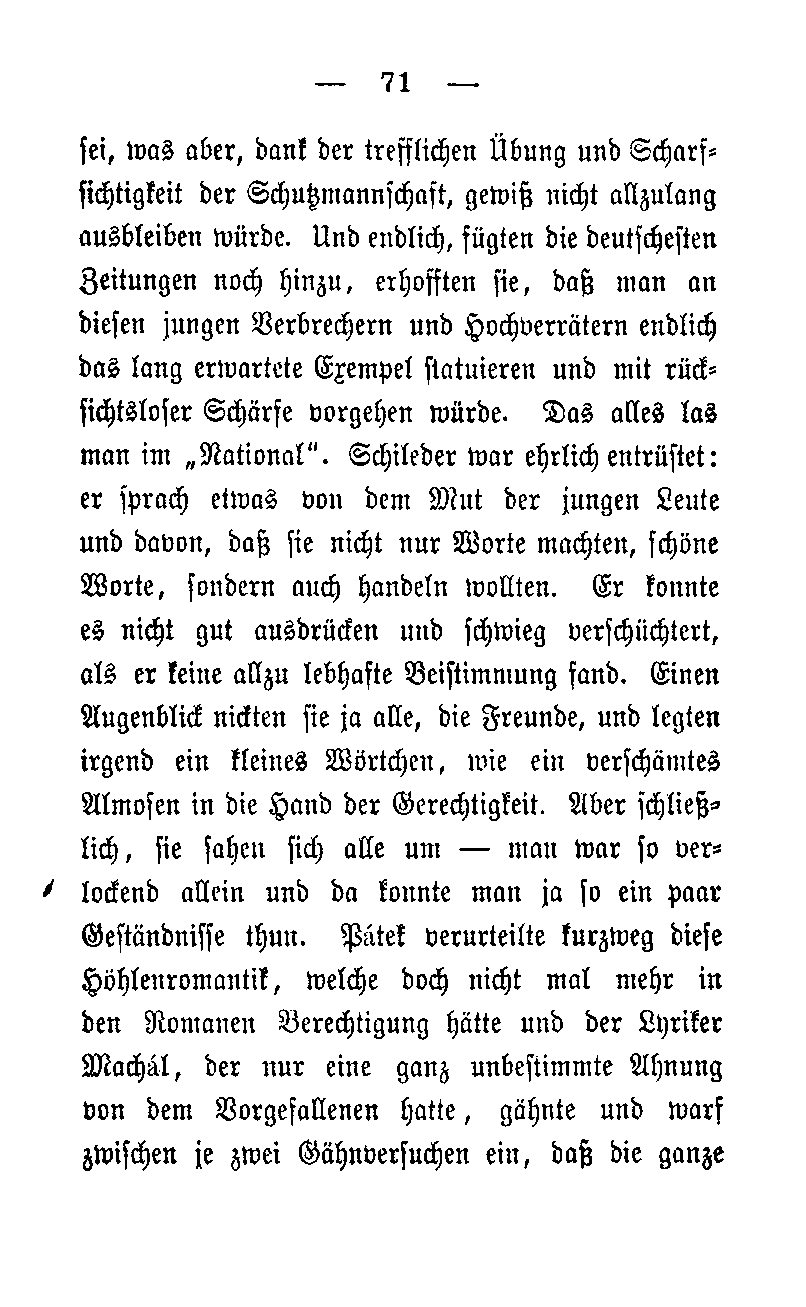 — 71 —
sei, was aber, dank der trefflichen Übung und Scharf-
sichtigkeit der Schutzmannschaft, gewiß nicht allzulang
ausbleiben würde. Und endlich, fügten die deutschesten
Zeitungen noch hinzu, erhofften sie, daß man an
diesen jungen Verbrechern und Hochverrätern endlich
das lang erwartete Exempel statuieren und mit rück-
sichtsloser Schärfe vorgehen würde. Das alles las
man im „National“. Schileder war ehrlich entrüstet:
er sprach etwas von dem Mut der jungen Leute
und davon, daß sie nicht nur Worte machten, schöne
Worte, sondern auch handeln wollten. Er konnte
es nicht gut ausdrücken und schwieg verschüchtert,
als er keine allzu lebhafte Beistimmung fand. Einen
Augenblick nickten sie ja alle, die Freunde, und legten
irgend ein kleines Wörtchen, wie ein verschämtes
Almosen in die Hand der Gerechtigkeit. Aber schließ-
lich, sie sahen sich alle um — man war so ver-
lockend allein und da konnte man ja so ein paar
Geständnisse thun. Pátek verurteilte kurzweg diese
Höhlenromantik, welche doch nicht mal mehr in
den Romanen Berechtigung hätte und der Lyriker
Machál, der nur eine ganz unbestimmte Ahnung
von dem Vorgefallenen hatte, gähnte und warf
zwischen je zwei Gähnversuchen ein, daß die ganze